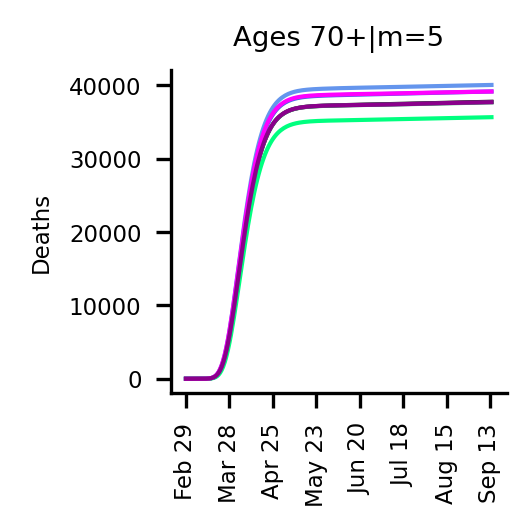 Ages 70+|m=5
Deaths
40000
30000
20000
10000
0
Feb 29
Mar 28
Apr 25
May 23
Jun 20
Jul 18
Aug 15
Sep 13